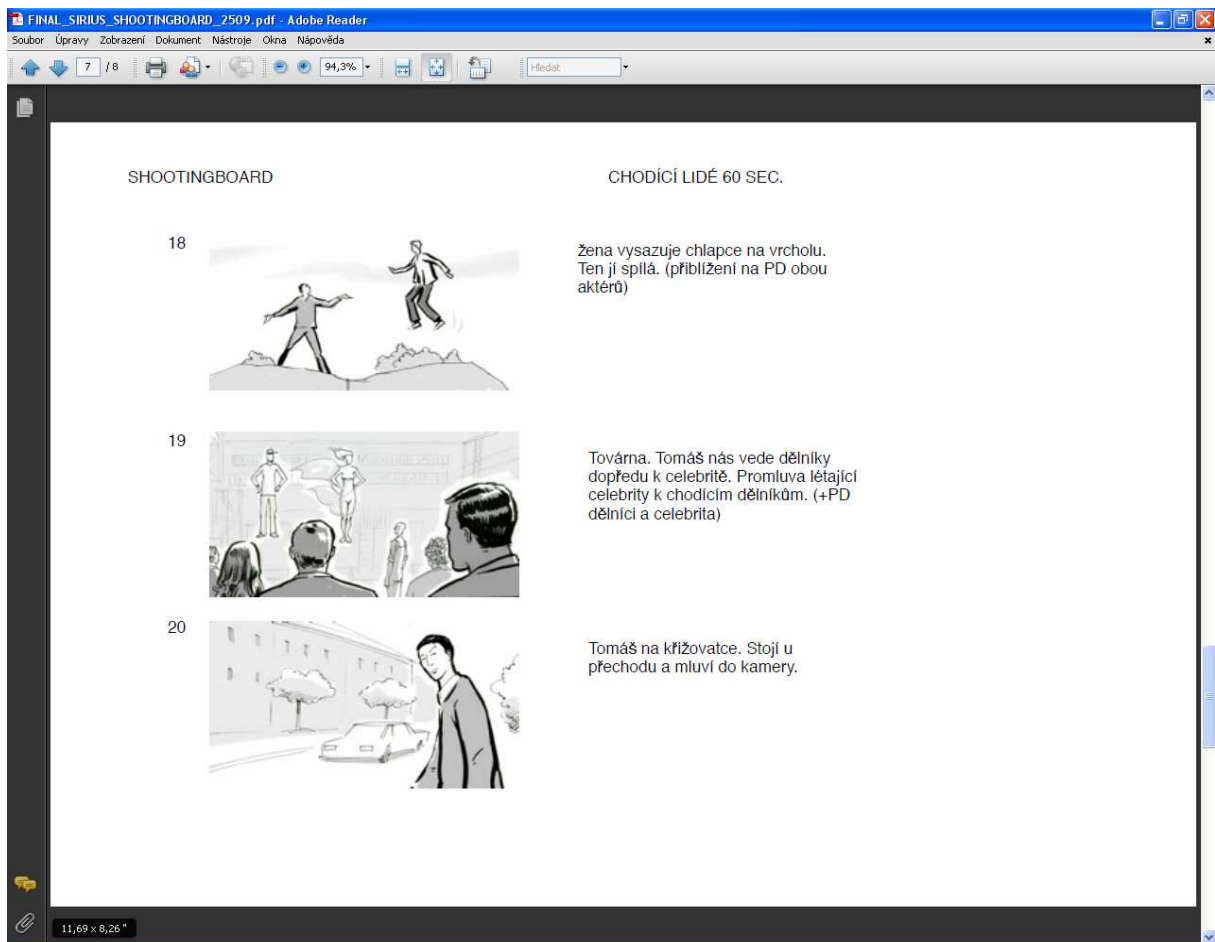 FINAL_SIRIUS_SHOOTINGBOARD_2509.pdf - Adobe Reader
Soubor Úpravy Zobrazení Dokument Nástroje Okna Nápověda
7 / 8 94,3% Hledat
SHOOTINGBOARD CHODÍCÍ LIDÉ 60 SEC.
18
žena vysazuje chlapce na vrcholu.
Ten jí spílá. (přiblížení na PD obou
aktérů)
19
Továrna. Tomáš nás vede dělníky
dopředu k celebritě. Promluva létající
celebrity k chodícím dělníkům. (+PD
dělníci a celebrita)
20
Tomáš na křižovatce. Stojí u
přechodu a mluví do kamery.
11,69 x 8,26 "